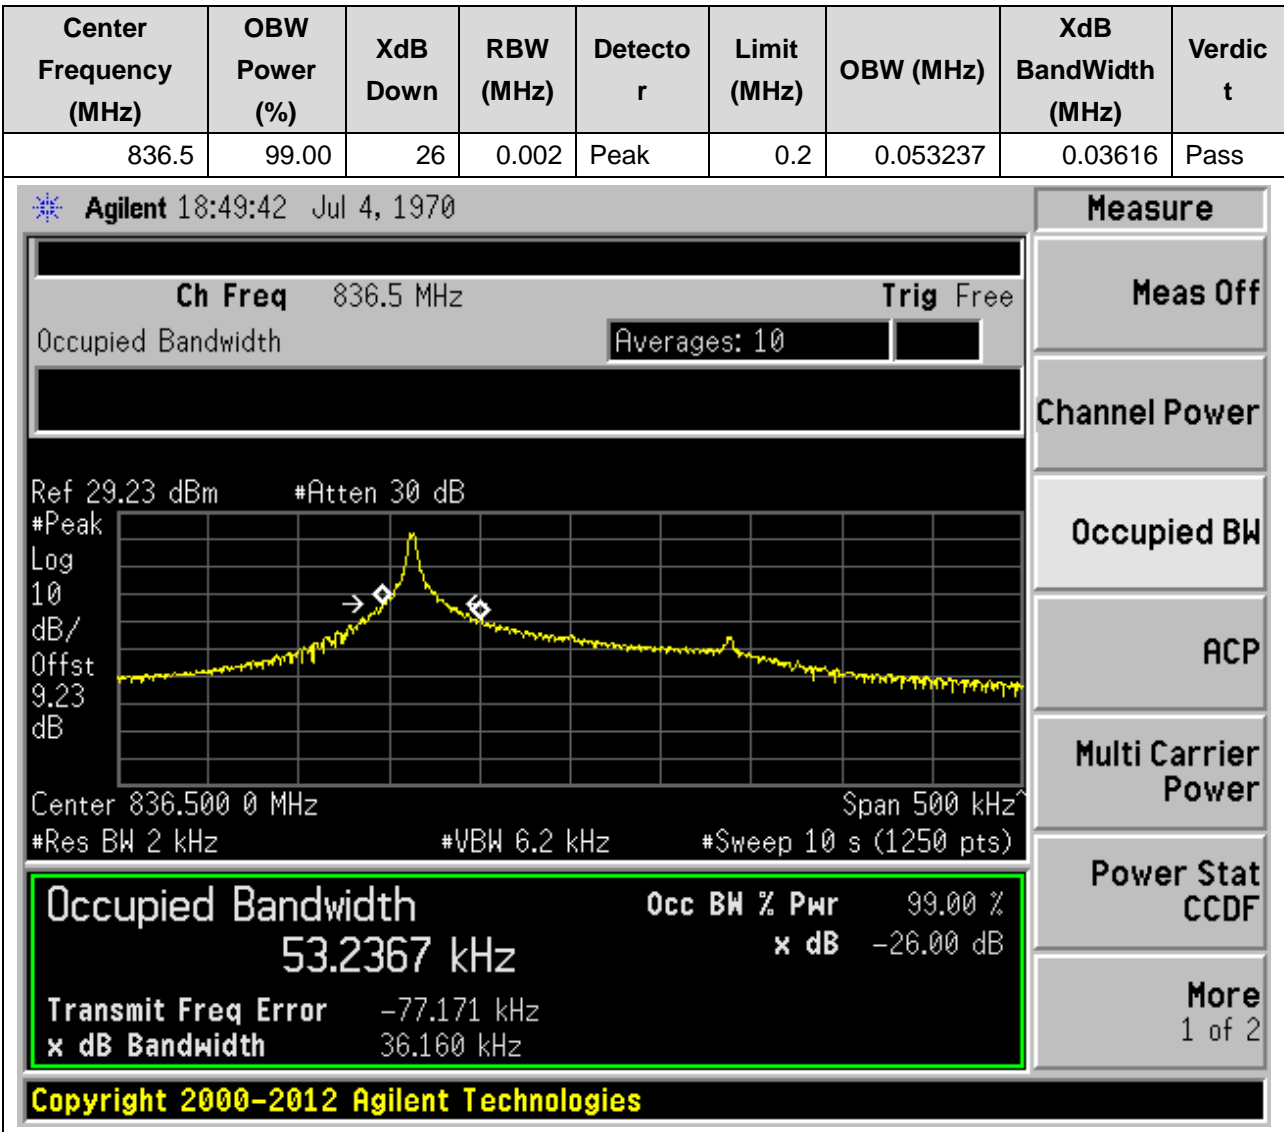 Center Frequency (MHz) OBW Power (%) XdB Down RBW (MHz) Detector Limit (MHz) OBW (MHz) XdB BandWidth (MHz) Verdict
836.5 99.00 26 0.002 Peak 0.2 0.053237 0.03616 Pass
Agilent 18:49:42 Jul 4, 1970
Measure
Ch Freq 836.5 MHz Trig Free
Occupied Bandwidth Averages: 10
Meas Off
Channel Power
Occupied BW
ACP
Multi Carrier
Power
Power Stat
CCDF
More
1 of 2
Ref 29.23 dBm #Atten 30 dB
#Peak
Log
10
dB/
Offst
9.23
dB
Center 836.500 0 MHz Span 500 kHz^
#Res BW 2 kHz #VBW 6.2 kHz #Sweep 10 s (1250 pts)
Occupied Bandwidth
53.2367 kHz
Occ BW % Pwr 99.00 %
x dB -26.00 dB
Transmit Freq Error -77.171 kHz
x dB Bandwidth 36.160 kHz
Copyright 2000-2012 Agilent Technologies